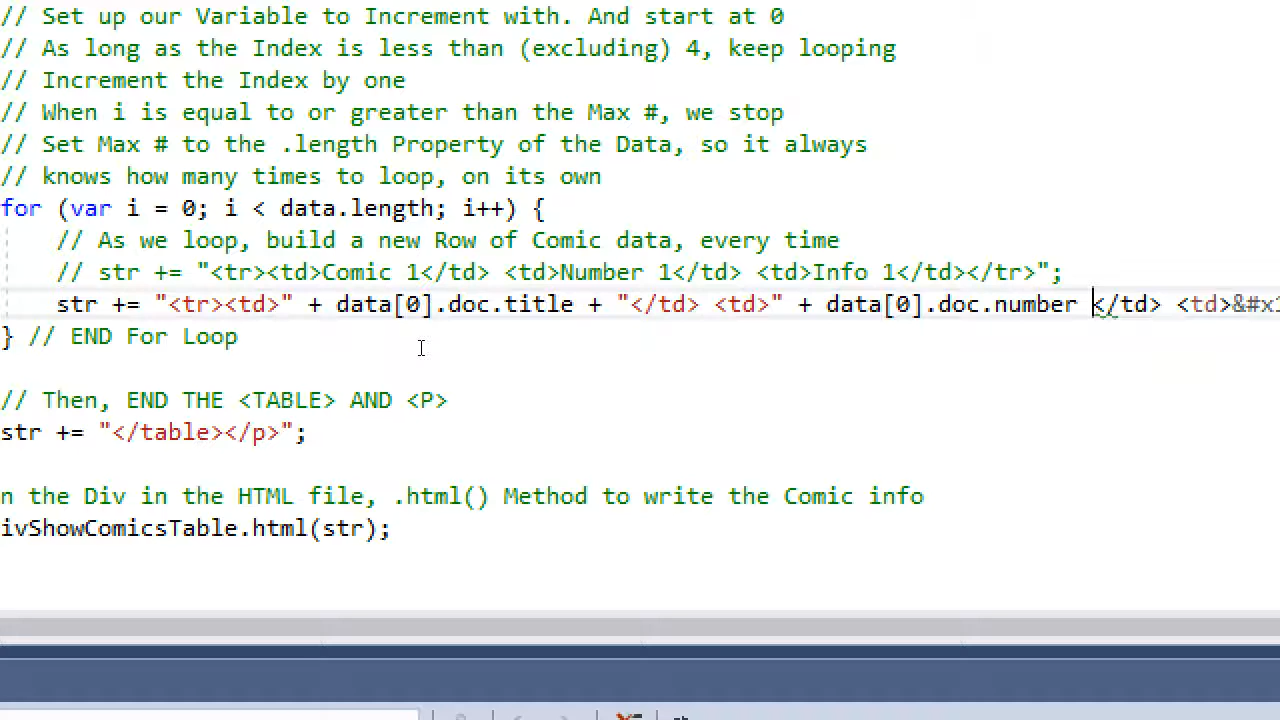 // Set up our Variable to Increment with. And start at 0
// As long as the Index is less than (excluding) 4, keep looping
// Increment the Index by one
// When i is equal to or greater than the Max #, we stop
// Set Max # to the .length Property of the Data, so it always
// knows how many times to loop, on its own
for (var i = 0; i < data.length; i++) {
// As we loop, build a new Row of Comic data, every time
// str += "<tr><td>Comic 1</td> <td>Number 1</td> <td>Info 1</td></tr>";
str += "<tr><td>" + data[0].doc.title + "</td> <td>" + data[0].doc.number </td> <td>&#x1
} // END For Loop
// Then, END THE <TABLE> AND <P>
str += "</table></p>";
n the Div in the HTML file, .html() Method to write the Comic info
ivShowComicsTable.html(str);